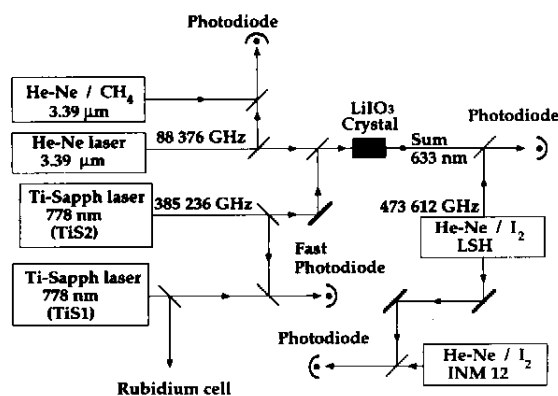 Photodiode
He-Ne / CH4
3.39 μm
He-Ne laser
3.39 μm
88 376 GHz
LiIO3
Crystal
Sum
633 nm
Photodiode
Ti-Sapph laser
778 nm
(TiS2)
385 236 GHz
473 612 GHz
He-Ne / I2
LSH
Ti-Sapph laser
778 nm
(TiS1)
Fast
Photodiode
Photodiode
He-Ne / I2
INM 12
Rubidium cell